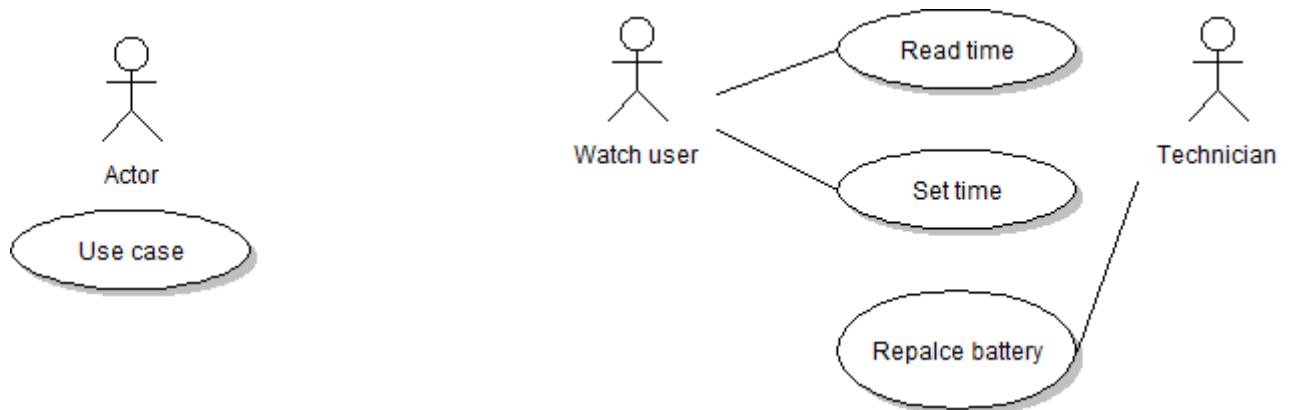 Actor
Use case
Watch user
Read time
Set time
Repalce battery
Technician